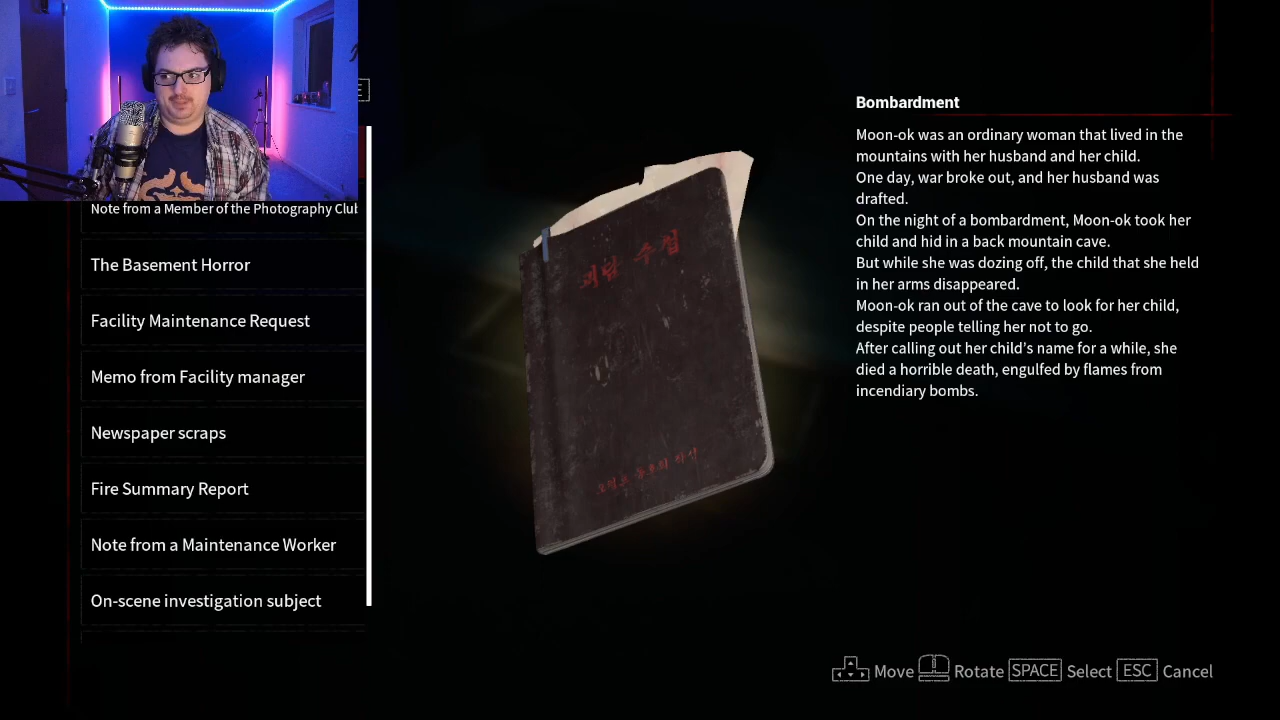 E
Note from a Member of the Photography Club
The Basement Horror
Facility Maintenance Request
Memo from Facility manager
Newspaper scraps
Fire Summary Report
Note from a Maintenance Worker
On-scene investigation subject
괴담 수첩
Bombardment
Moon-ok was an ordinary woman that lived in the
mountains with her husband and her child.
One day, war broke out, and her husband was
drafted.
On the night of a bombardment, Moon-ok took her
child and hid in a back mountain cave.
But while she was dozing off, the child that she held
in her arms disappeared.
Moon-ok ran out of the cave to look for her child,
despite people telling her not to go.
After calling out her child's name for a while, she
died a horrible death, engulfed by flames from
incendiary bombs.
Move Rotate SPACE Select ESC Cancel